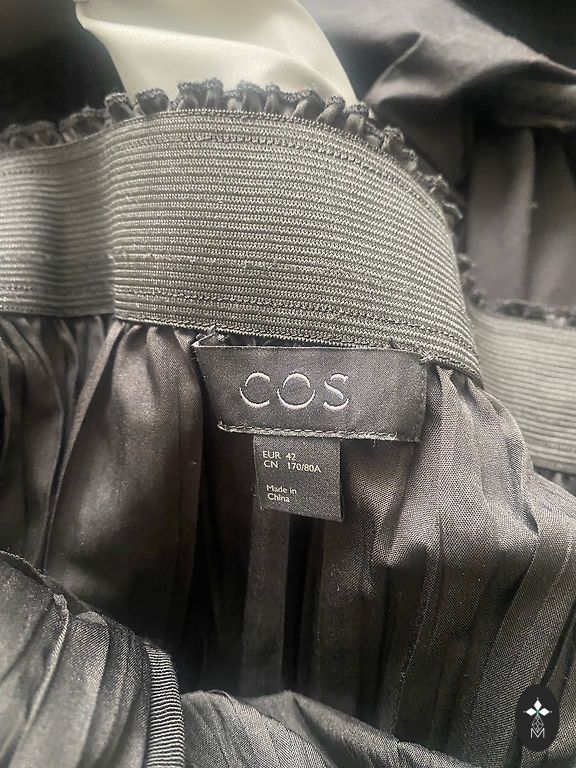 COS
EUR 42
CN 170/80A
Made in
China
M